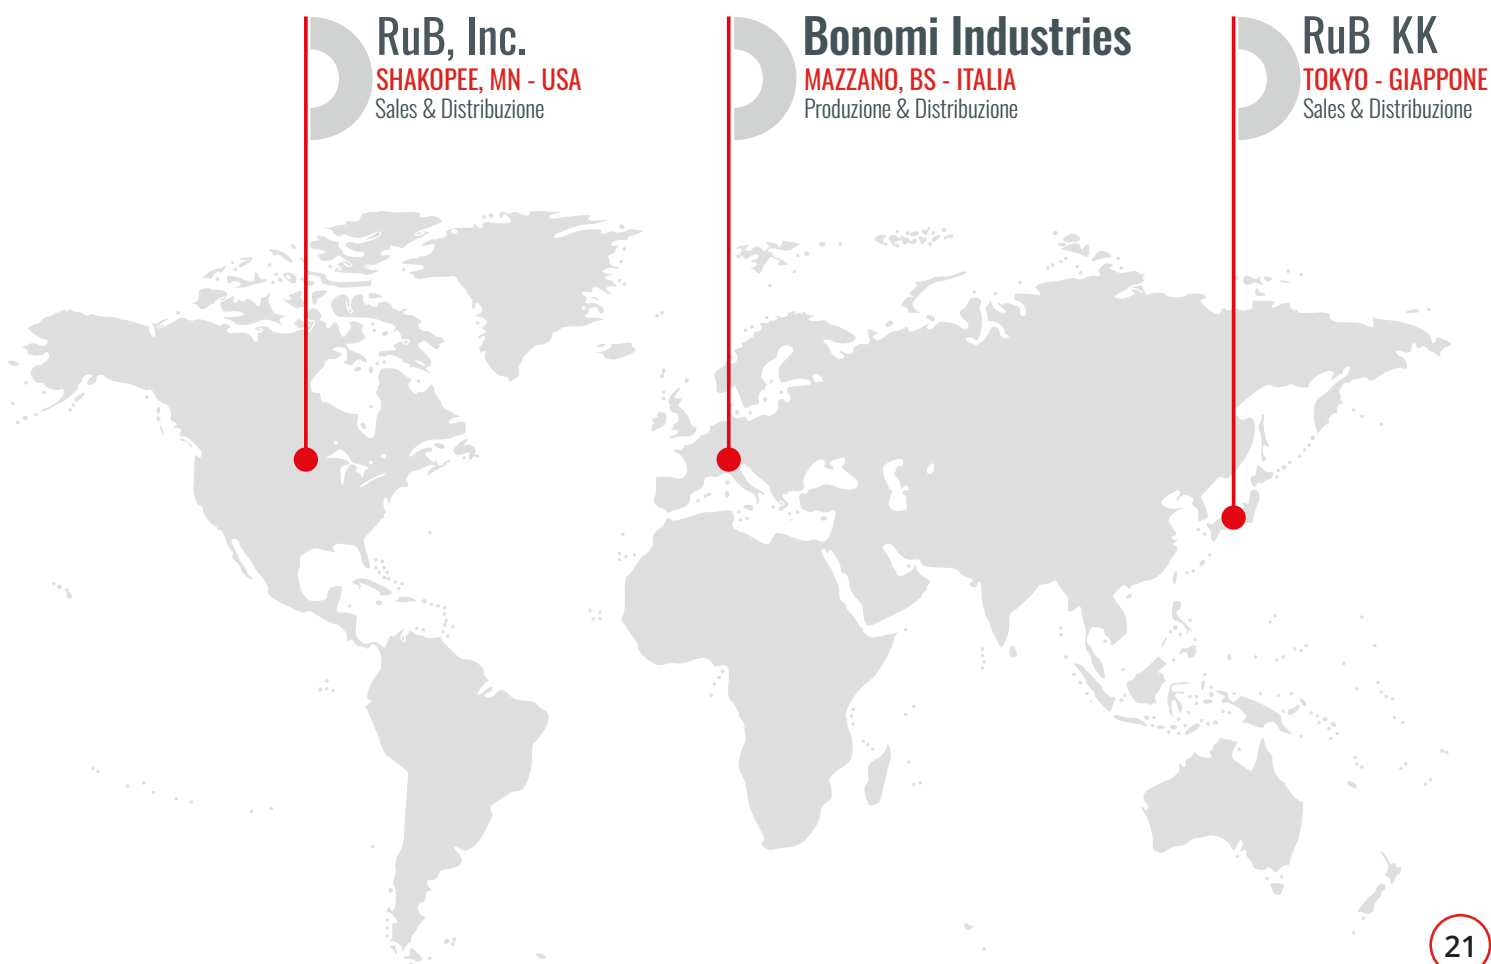 RuB, Inc.
SHAKOPEE, MN - USA
Sales & Distribuzione
Bonomi Industries
MAZZANO, BS - ITALIA
Produzione & Distribuzione
RuB KK
TOKYO - GIAPPONE
Sales & Distribuzione
21